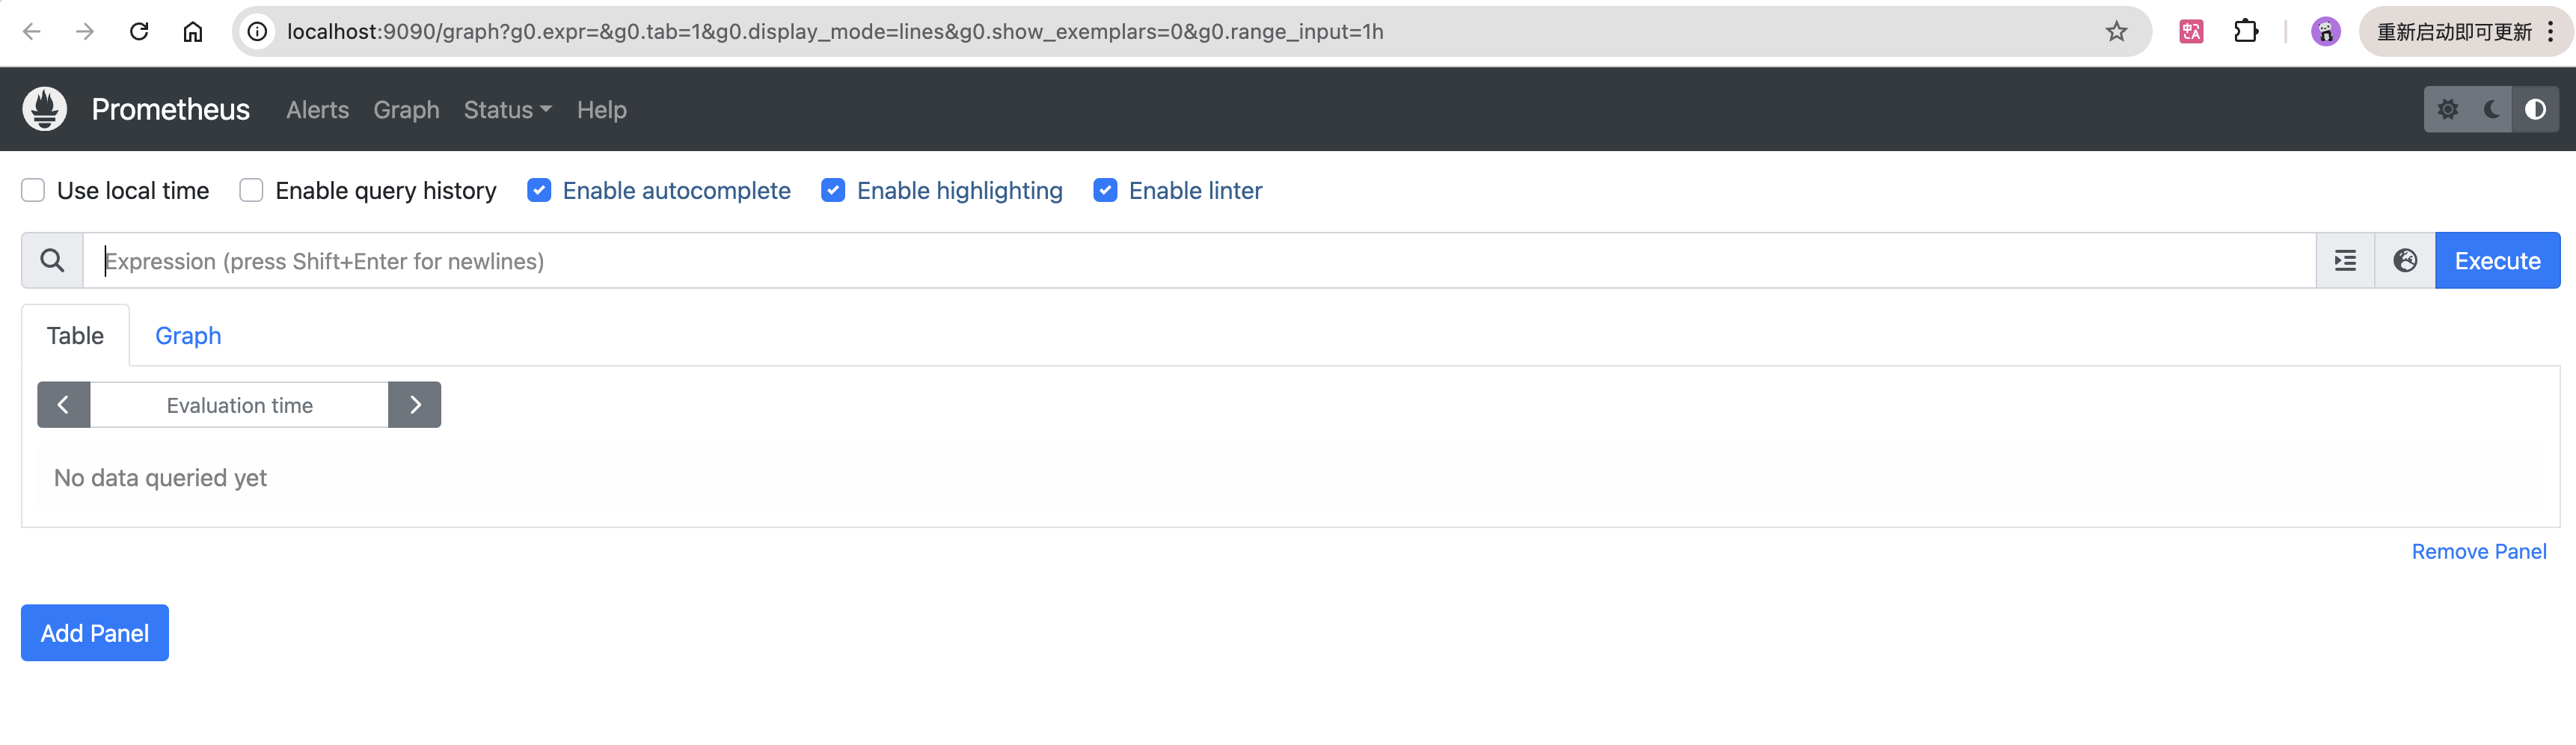 localhost:9090/graph?g0.expr=&g0.tab=1&g0.display_mode=lines&g0.show_exemplars=0&g0.range_input=1h
重新启动即可更新
Prometheus Alerts Graph Status Help
Use local time Enable query history Enable autocomplete Enable highlighting Enable linter
Expression (press Shift+Enter for newlines) Execute
Table Graph
Evaluation time
No data queried yet
Remove Panel
Add Panel